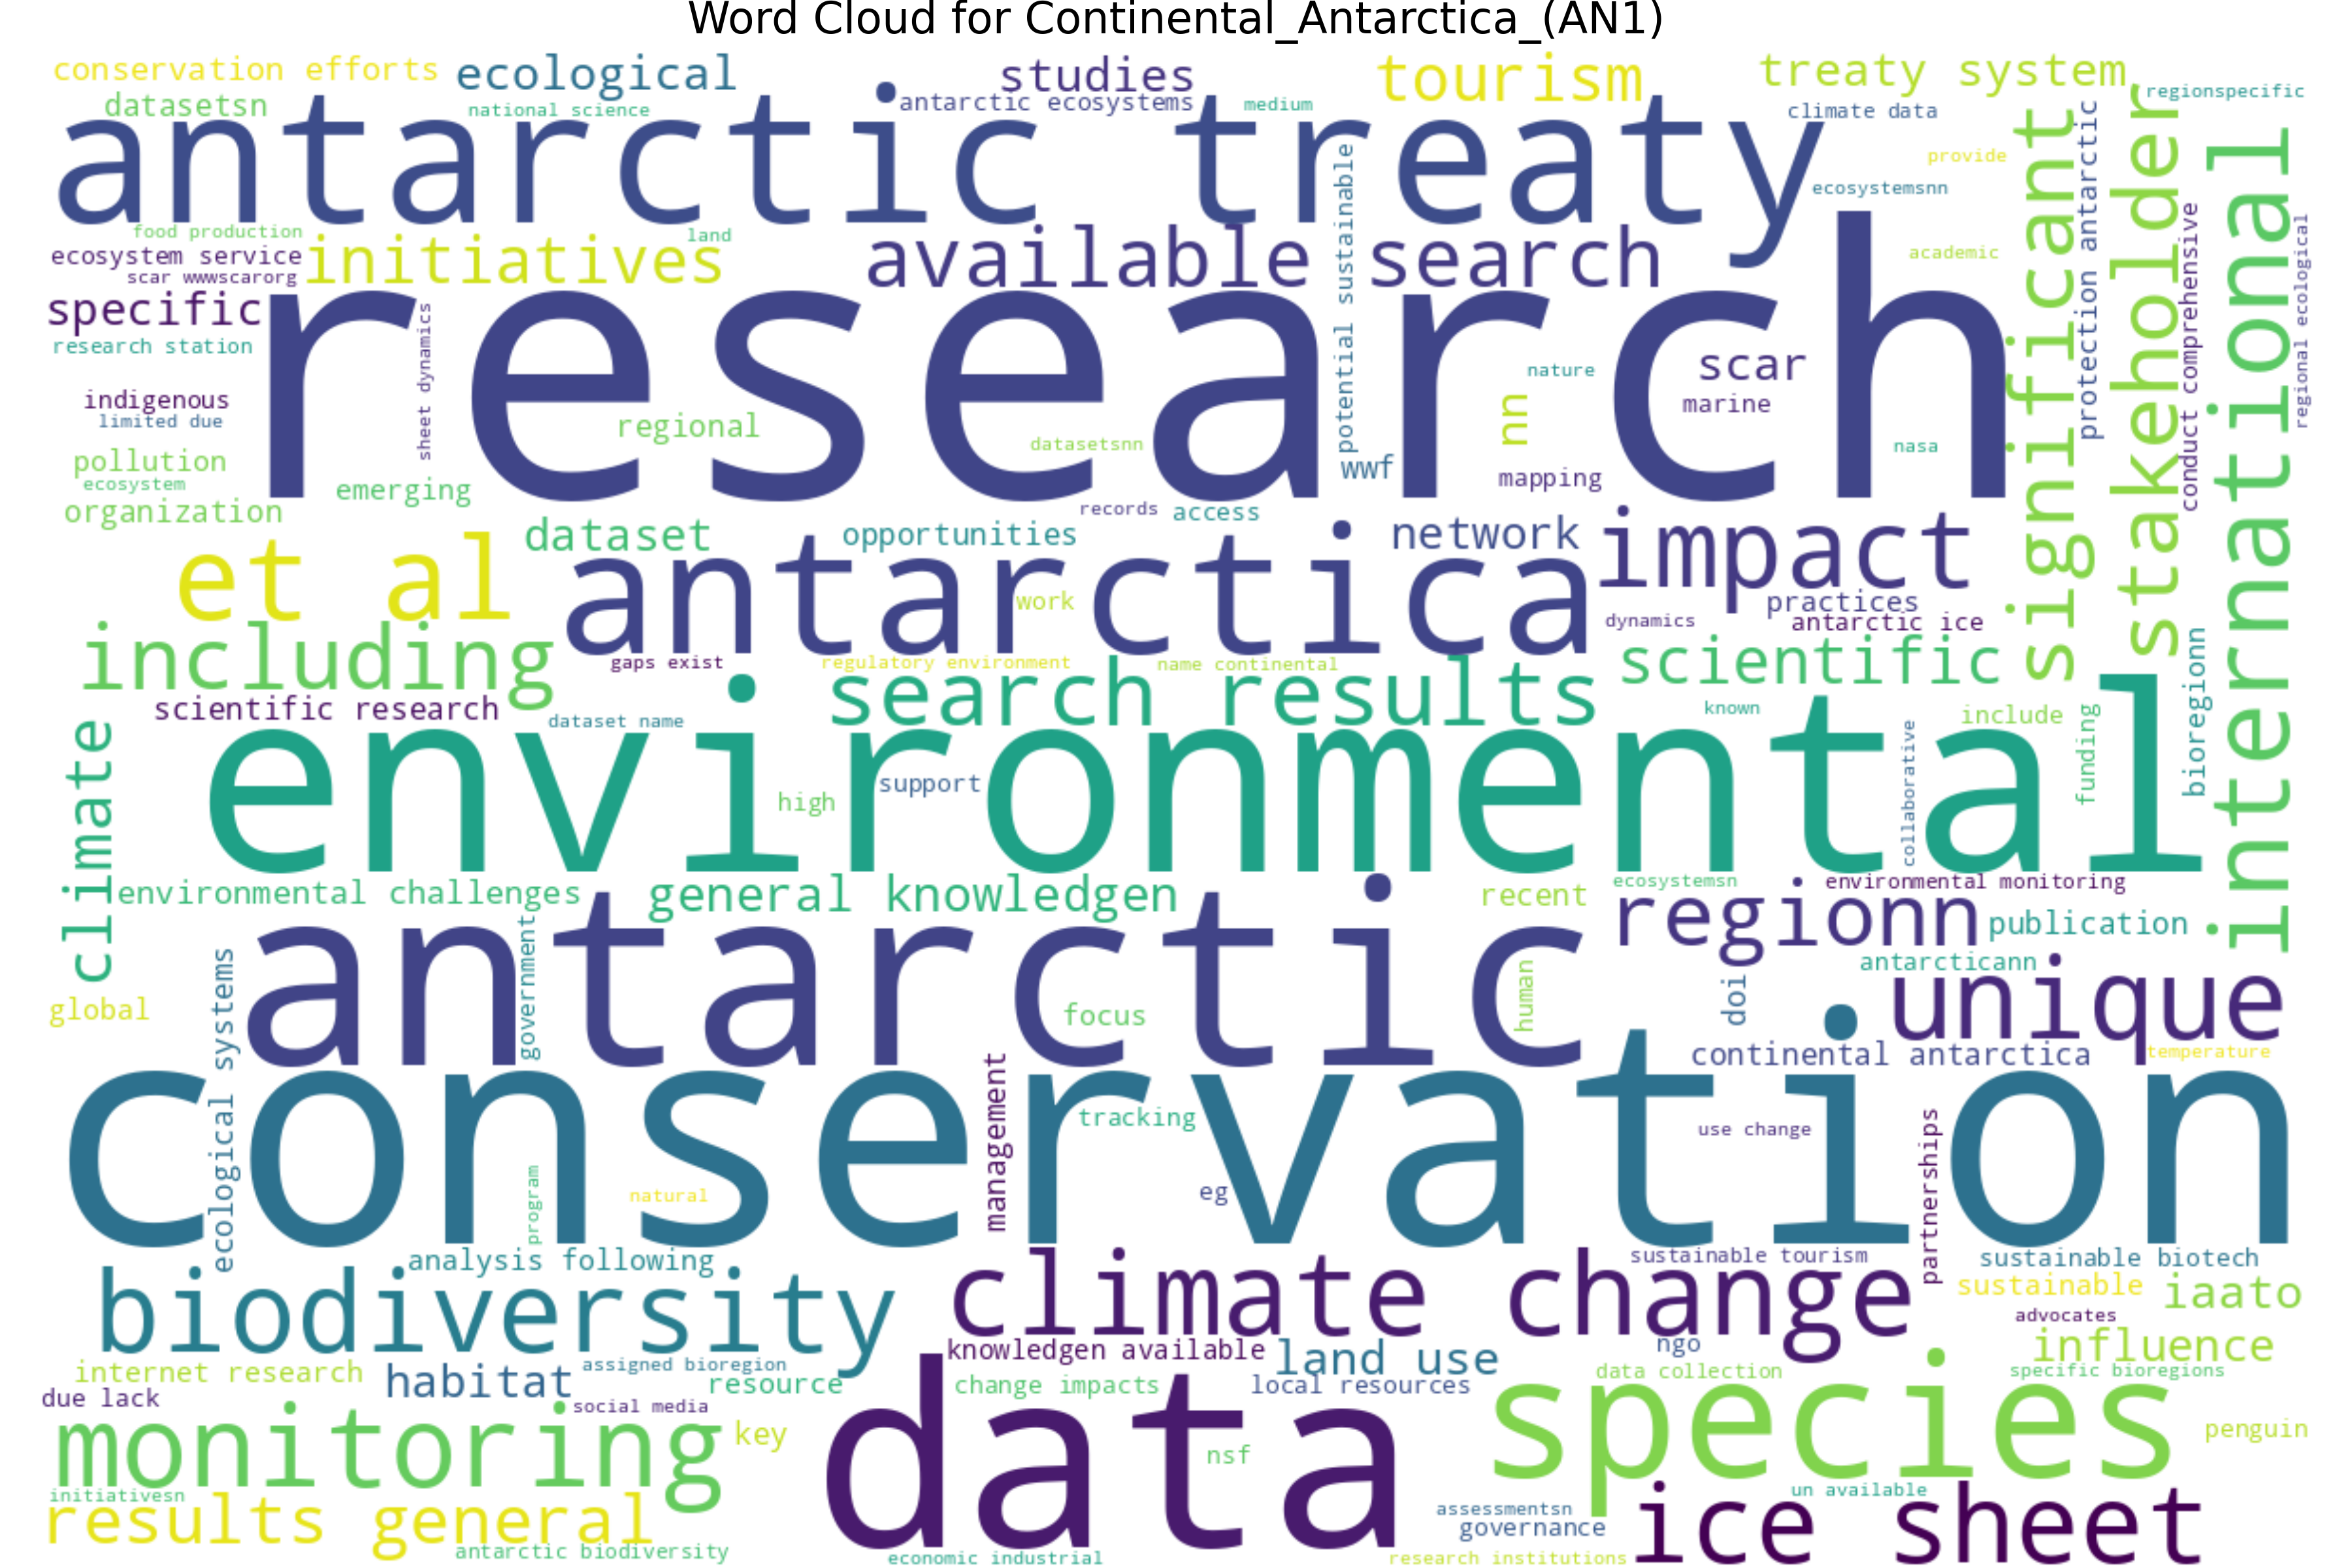 Word Cloud for Continental_Antarctica_(AN1)
conservation efforts
ecological
studies
tourism
treaty system
regionspecific
datasetsn
national science
antarctic ecosystems
medium
climate data
antarctic treaty
provide
ecosystemsnn
significant
protection antarctic
stakeholder
conduct comprehensive
international
regional ecological
food production
land
ecosystem service
initiatives
available search
potential sustainable
academic
scar wwwscarorg
specific
research
research station
sheet dynamics
scar
nature
marine
indigenous
limited due
regional
datasetsnn
nn
nasa
pollution
wwf
mapping
ecosystem
emerging
organization
records
access
dataset
opportunities
network
impact
et al
antarctica
work
practices
dynamics
antarctic ice
including
gaps exist
regulatory environment
name continental
scientific
bioregionn
search results
scientific research
dataset name
known
include
funding
climate
environmental
support
high
collaborative
environmental challenges
general knowledgen
recent
ecosystemsn
environmental monitoring
regionn
publication
government
antarctic
antarcticann
human
doi
unique
global
focus
ecological systems
continental antarctica
temperature
conservation
management
tracking
use change
partnerships
program
natural
eg
analysis following
sustainable tourism
sustainable biotech
biodiversity
climate change
sustainable
iaato
advocates
influence
knowledgen available
land use
ngo
internet research
habitat
assigned bioregion
resource
change impacts
local resources
data collection
specific bioregions
due lack
social media
data
species
monitoring
key
nsf
penguin
initiativesn
results general
un available
assessmentsn
governance
ice sheet
antarctic biodiversity
economic industrial
research institutions